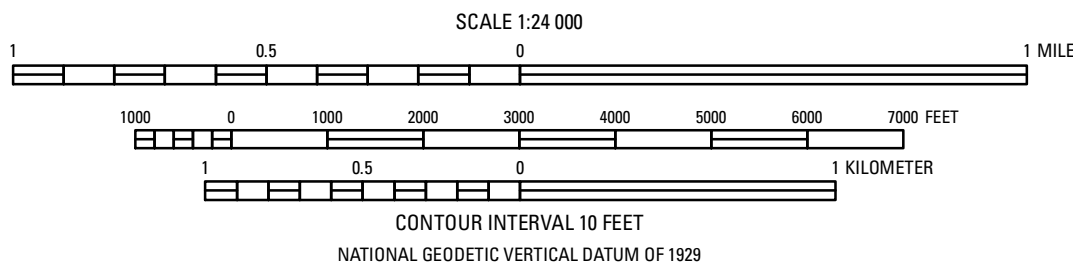 SCALE 1:24 000
1 0.5 0 1 MILE
1000 0 1000 2000 3000 4000 5000 6000 7000 FEET
1 0.5 0 1 KILOMETER
CONTOUR INTERVAL 10 FEET
NATIONAL GEODETIC VERTICAL DATUM OF 1929